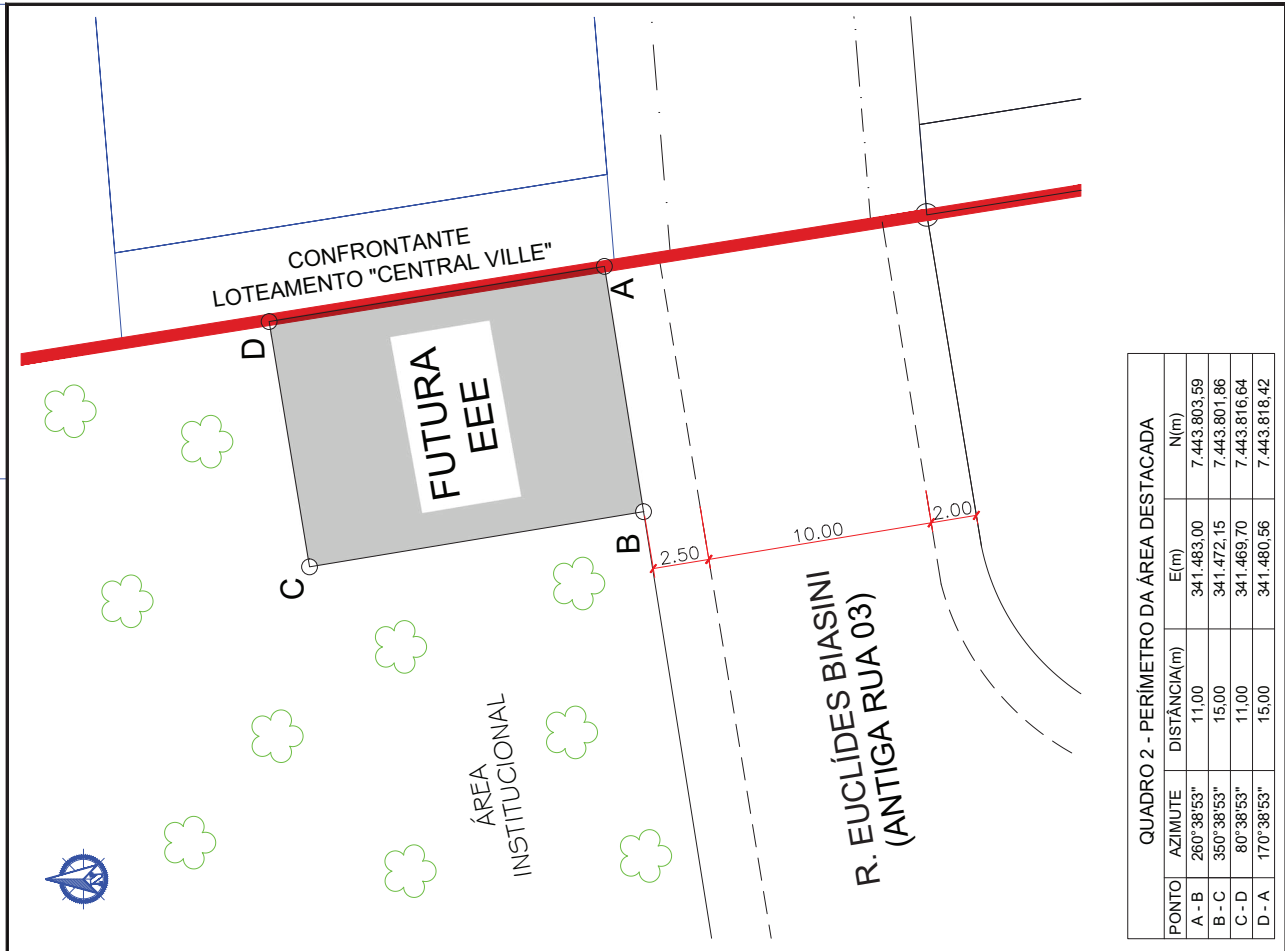 CONFRONTANTE
LOTEAMENTO "CENTRAL VILLE"
D
A
C
B
FUTURA
EEE
2.50
10.00
2.00
ÁREA
INSTITUCIONAL
R. EUCLÍDES BIASINI
(ANTIGA RUA 03)
QUADRO 2 - PERÍMETRO DA ÁREA DESTACADA
PONTO AZIMUTE DISTÂNCIA(m) E(m) N(m)
A - B 260°38'53" 11,00 341.483,00 7.443.803,59
B - C 350°38'53" 15,00 341.472,15 7.443.801,86
C - D 80°38'53" 11,00 341.469,70 7.443.816,64
D - A 170°38'53" 15,00 341.480,56 7.443.818,42